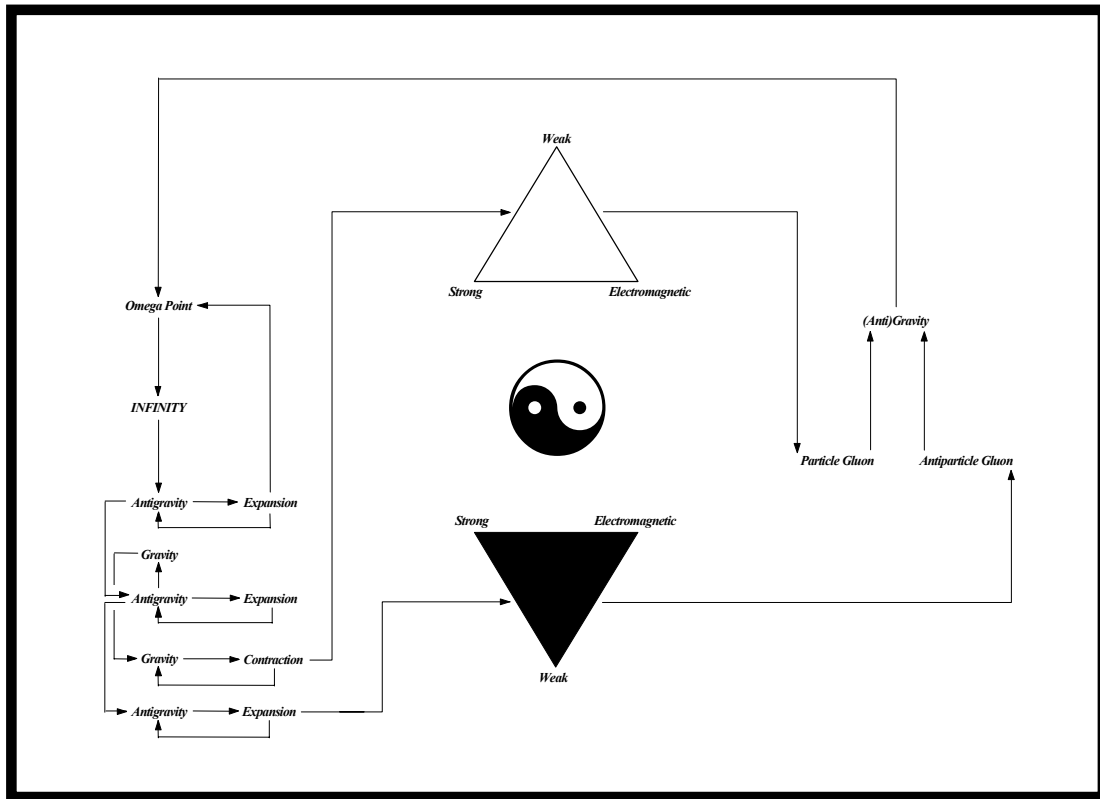 Weak
Strong Electromagnetic
Omega Point
(Anti)Gravity
INFINITY
Particle Gluon Antiparticle Gluon
Antigravity Expansion
Strong Electromagnetic
Gravity
Antigravity Expansion
Gravity Contraction
Weak
Antigravity Expansion